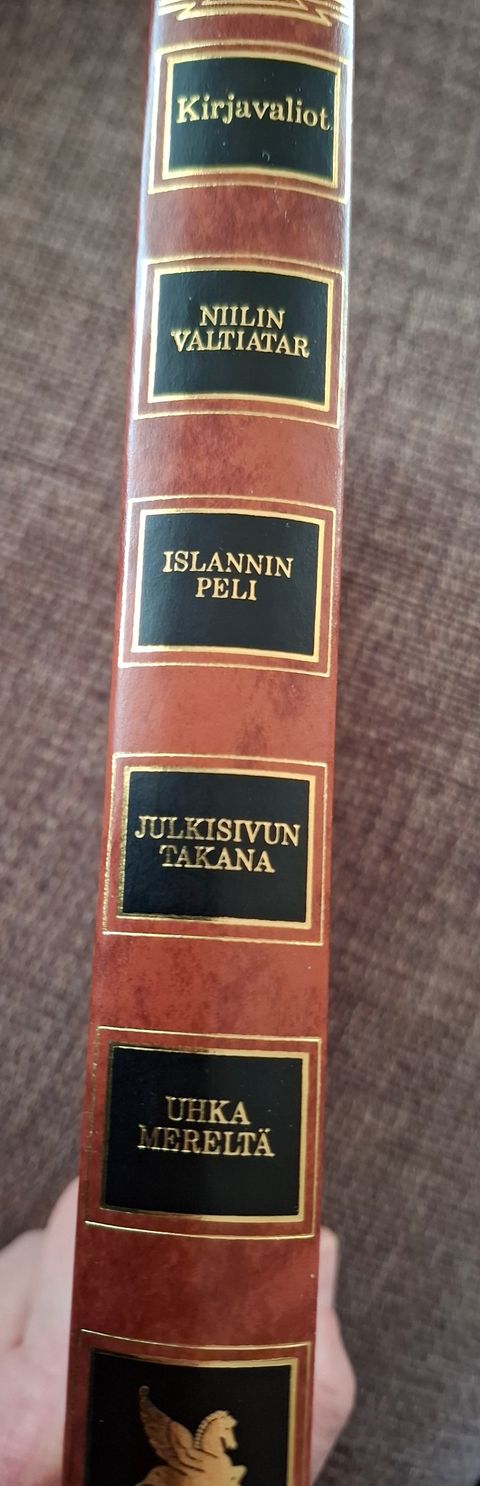 Kirjavaliot
NIILIN
VALTIATAR
ISLANNIN
PELI
JULKISIVUN
TAKANA
UHKA
MERELTÄ